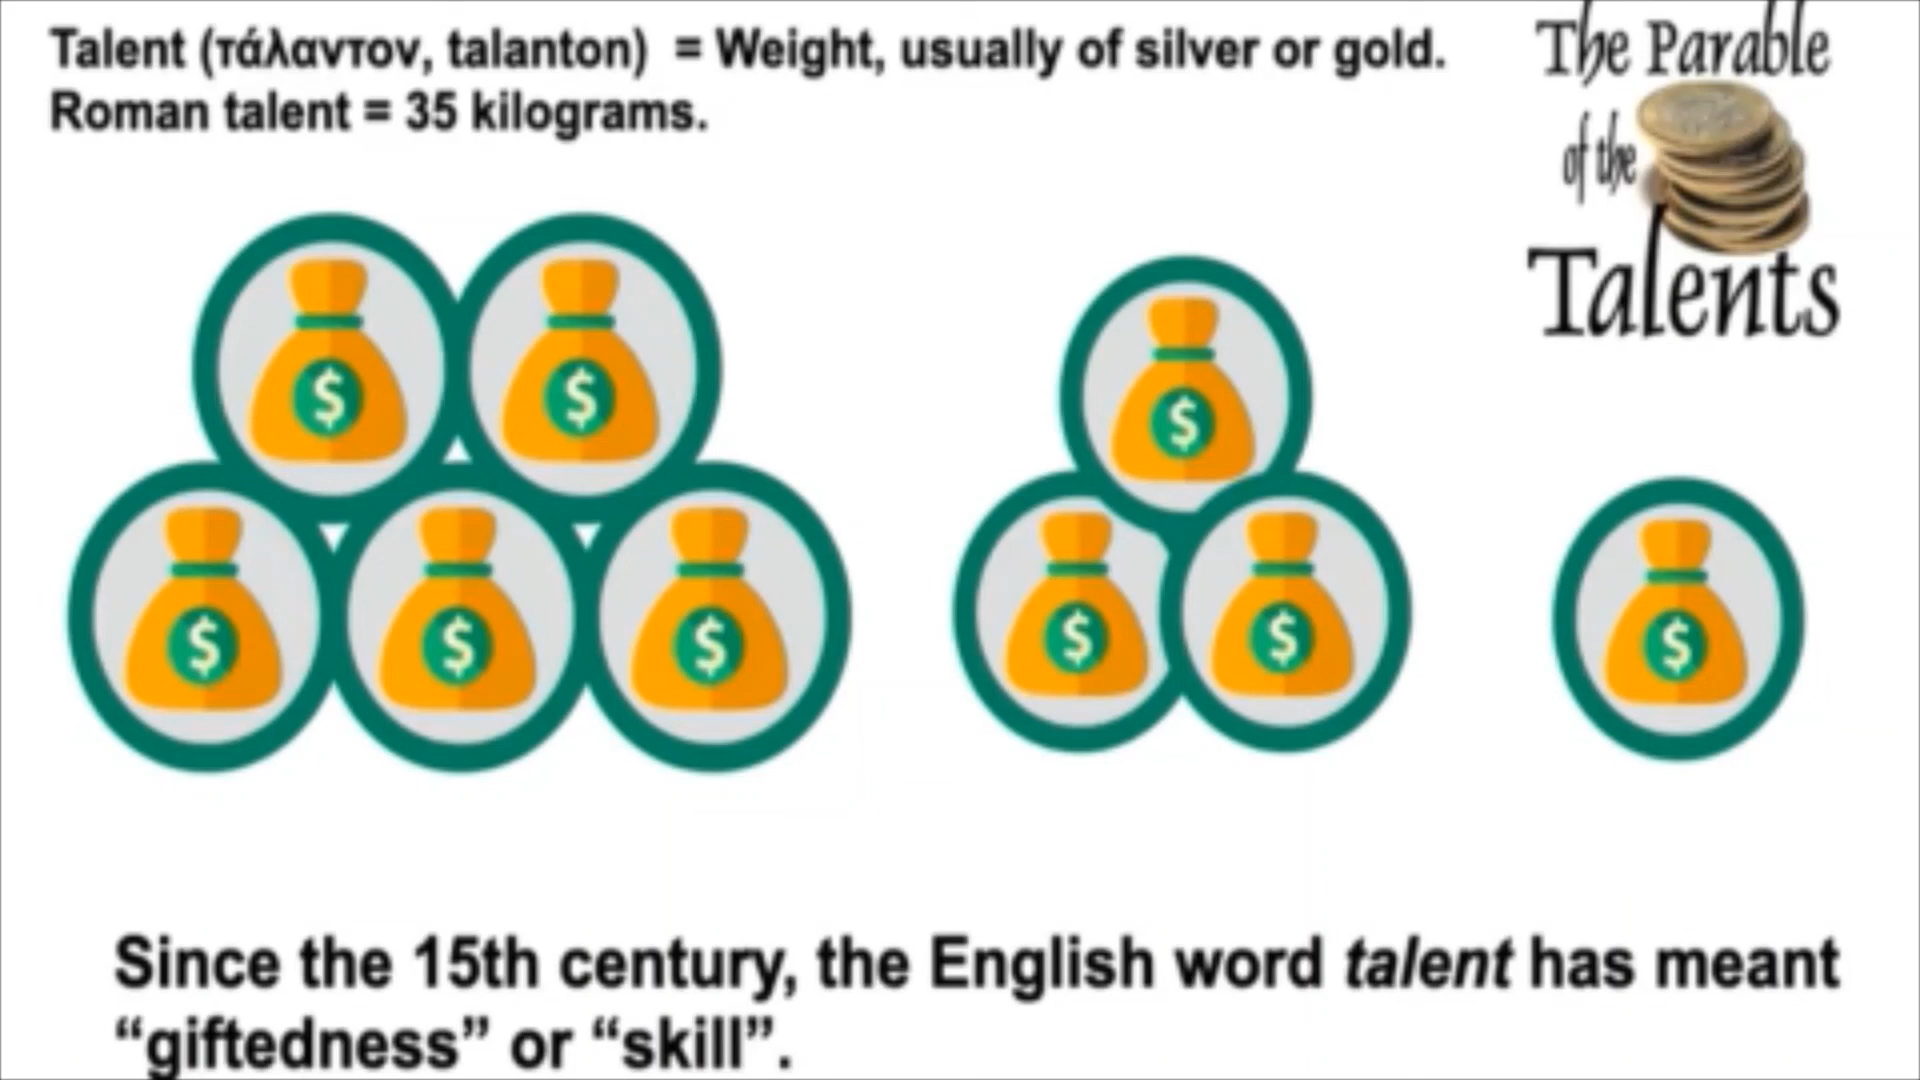 Talent (τάλαντον, talanton) = Weight, usually of silver or gold.
Roman talent = 35 kilograms.
The Parable
of the
Talents
$ $
$
$ $ $
$ $
$
Since the 15th century, the English word talent has meant
“giftedness” or “skill”.